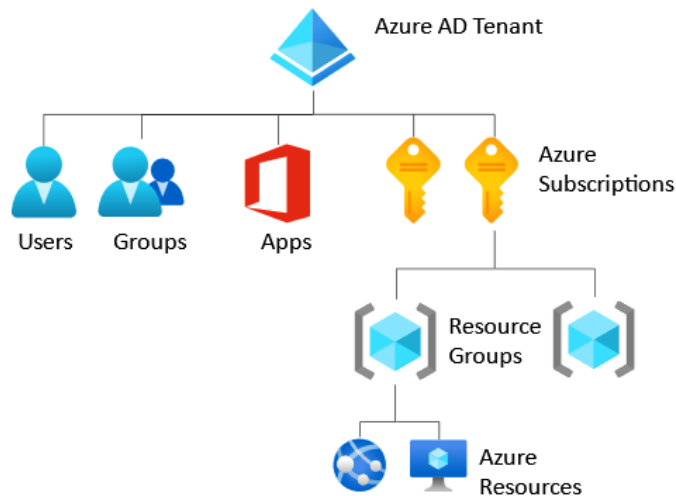 Azure AD Tenant
Azure
Subscriptions
Users
Groups
Apps
Resource
Groups
Azure
Resources